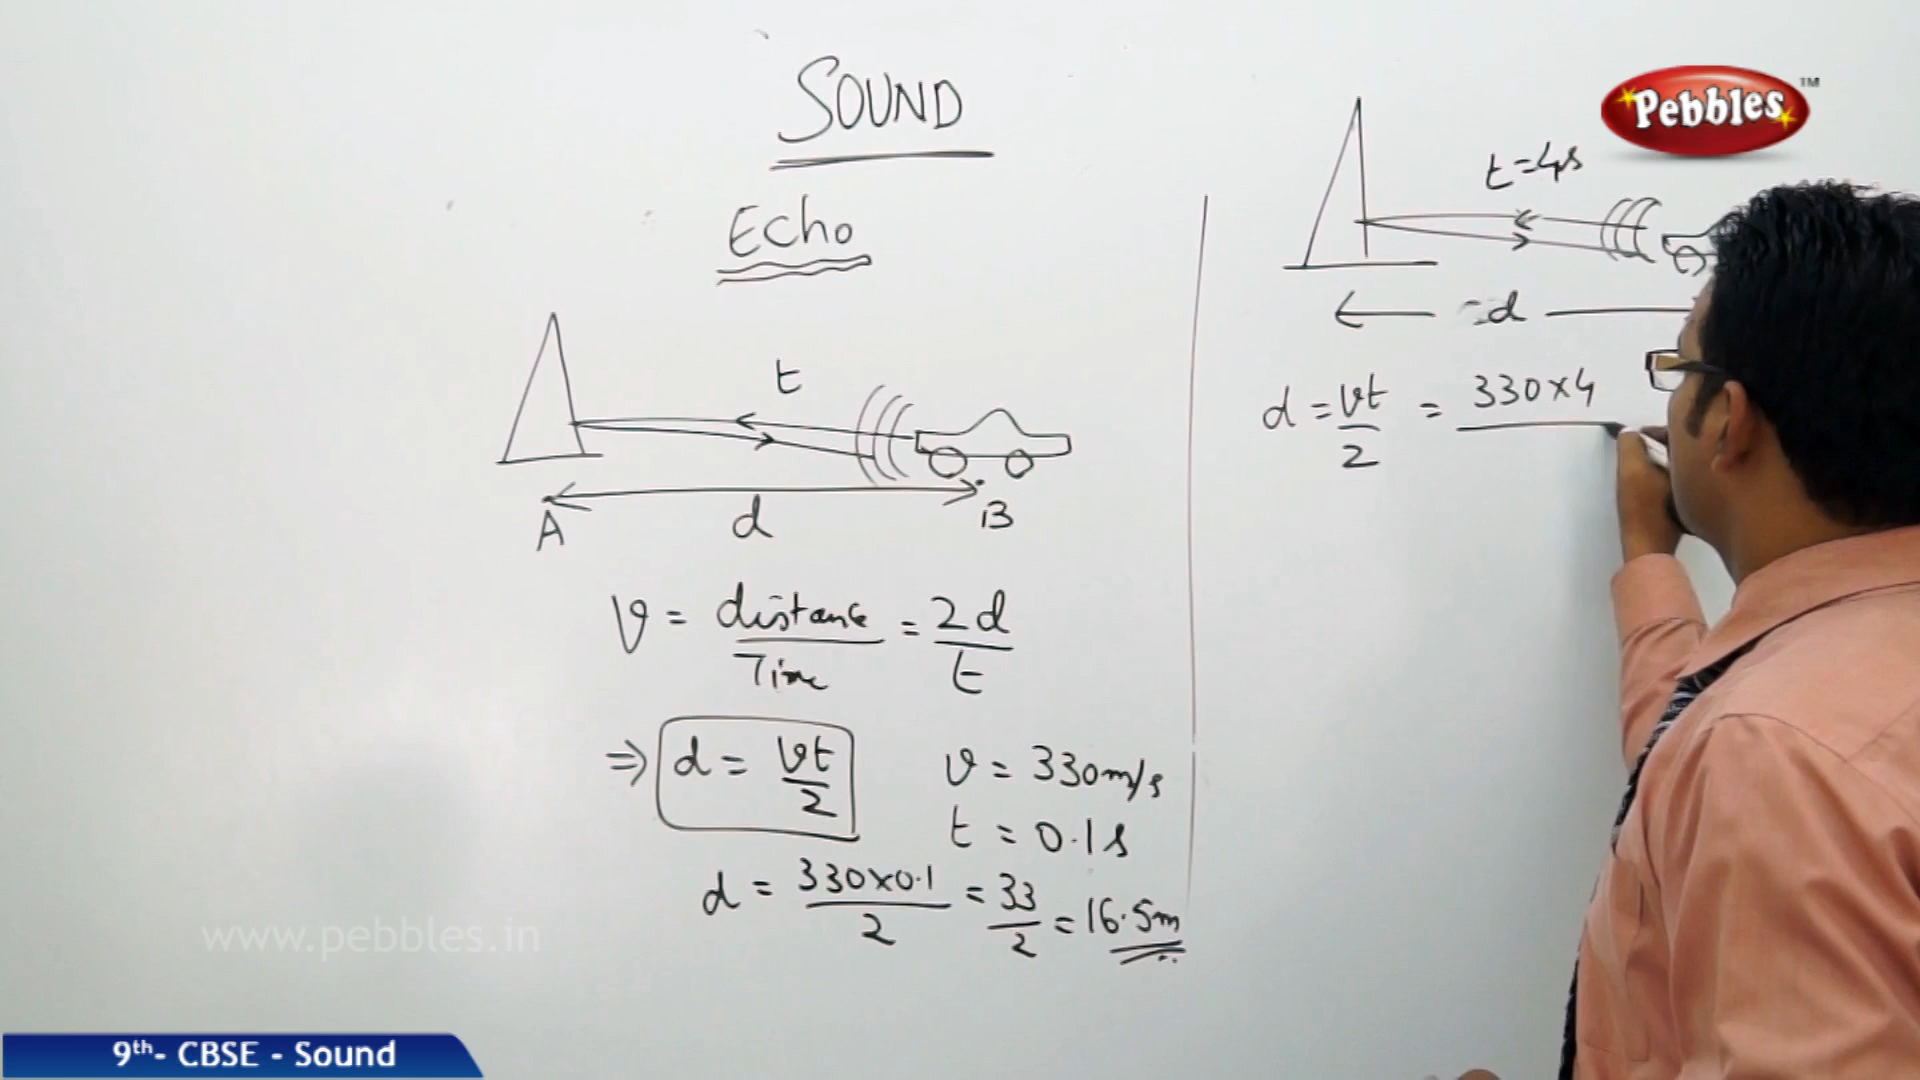 SOUND
Echo
t
A
d
B
v = distance/Time = 2d/t
⇒ d = vt/2
v = 330m/s
t = 0.1s
d = 330×0.1/2 = 33/2 = 16.5m
Pebbles™
t=4s
d
d = vt/2 = 330×4
www.pebbles.in
9th- CBSE - Sound